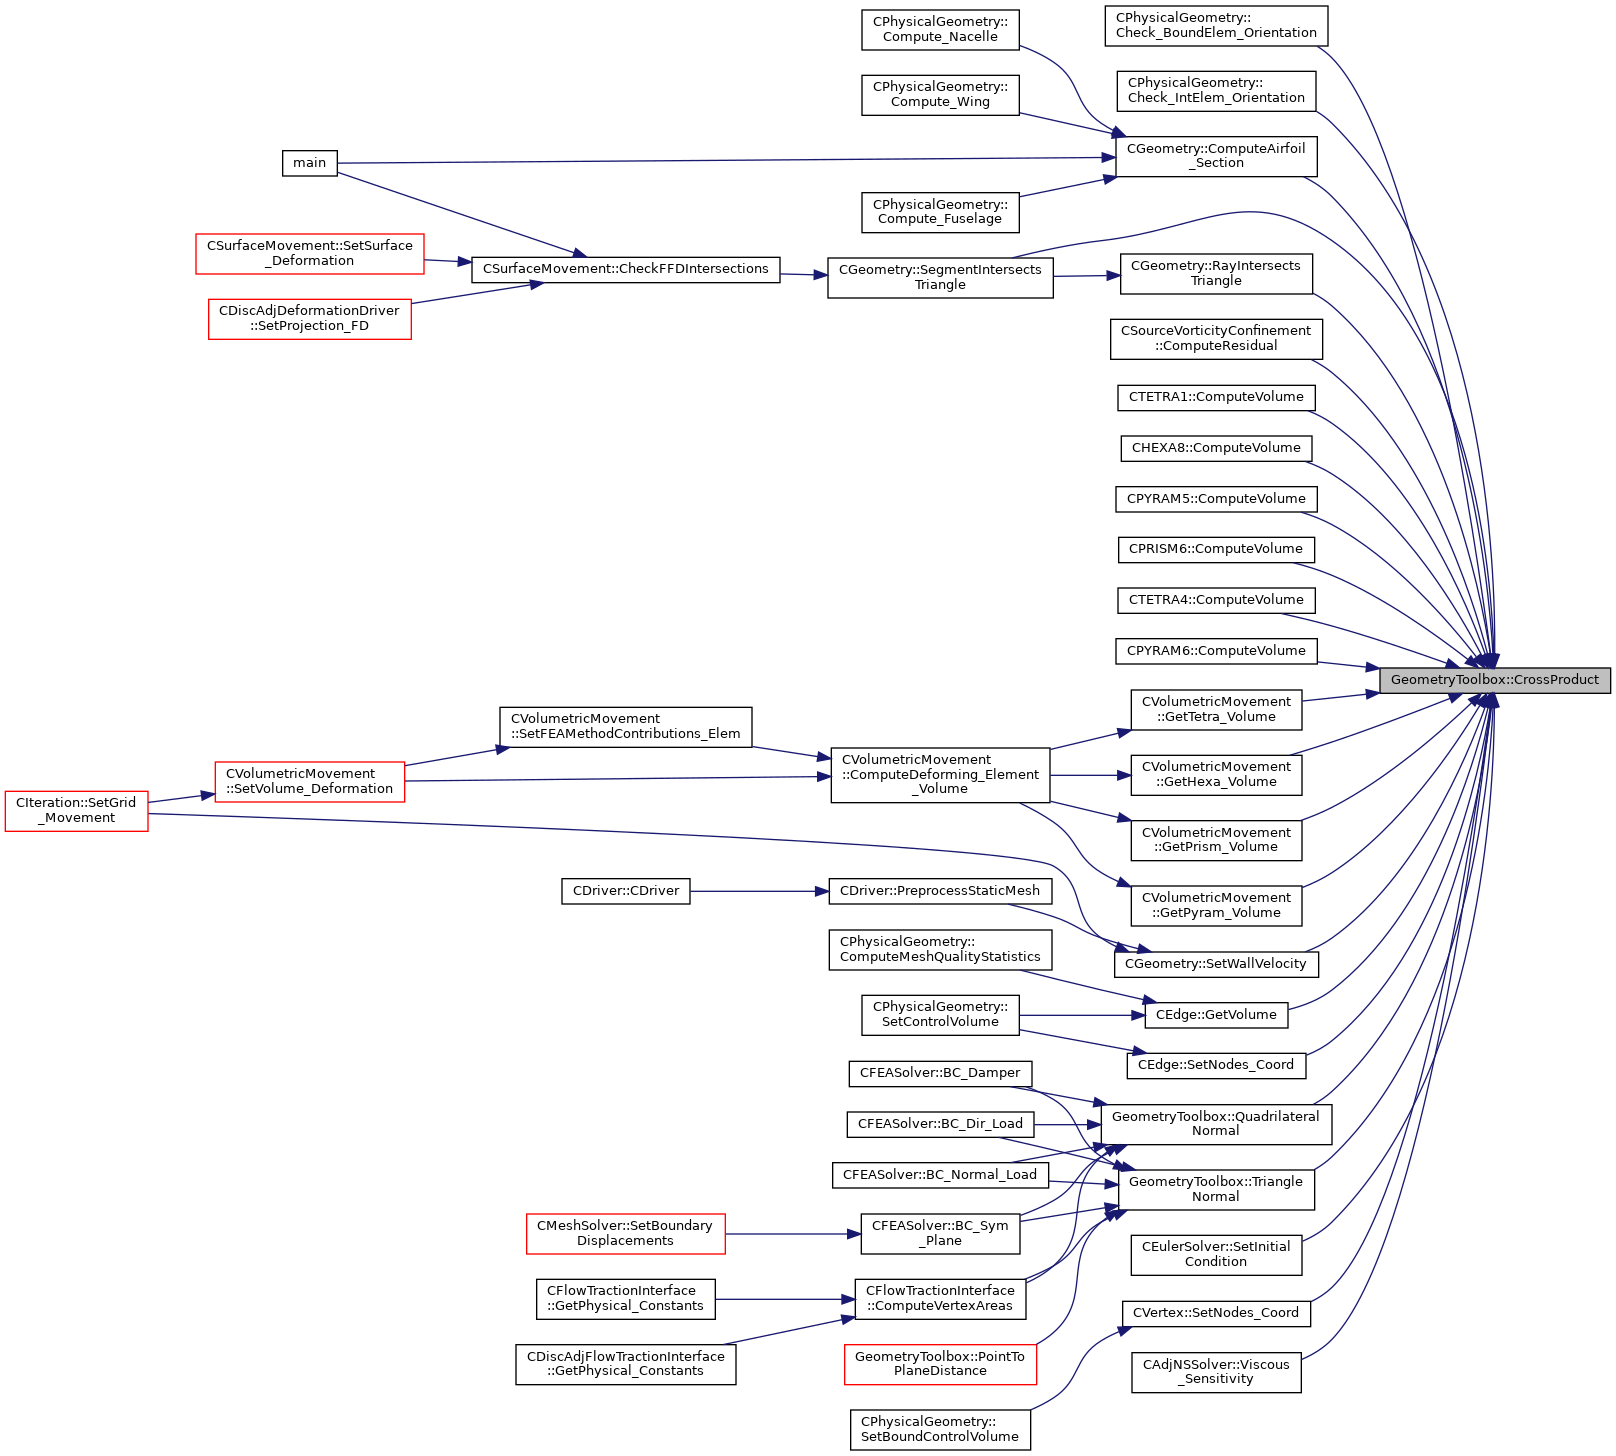 CPhysicalGeometry::
Check_BoundElem_Orientation
CPhysicalGeometry::
Compute_Nacelle
CPhysicalGeometry::
Check_IntElem_Orientation
CPhysicalGeometry::
Compute_Wing
CGeometry::ComputeAirfoil
_Section
main
CPhysicalGeometry::
Compute_Fuselage
CSurfaceMovement::SetSurface
_Deformation
CSurfaceMovement::CheckFFDIntersections
CGeometry::SegmentIntersects
Triangle
CGeometry::RayIntersects
Triangle
CDiscAdjDeformationDriver
::SetProjection_FD
CSourceVorticityConfinement
::ComputeResidual
CTETRA1::ComputeVolume
CHEXA8::ComputeVolume
CPYRAM5::ComputeVolume
CPRISM6::ComputeVolume
CTETRA4::ComputeVolume
CPYRAM6::ComputeVolume
GeometryToolbox::CrossProduct
CVolumetricMovement
::GetTetra_Volume
CVolumetricMovement
::SetFEAMethodContributions_Elem
CVolumetricMovement
::ComputeDeforming_Element
_Volume
CVolumetricMovement
::GetHexa_Volume
CVolumetricMovement
::SetVolume_Deformation
CIteration::SetGrid
_Movement
CVolumetricMovement
::GetPrism_Volume
CVolumetricMovement
::GetPyram_Volume
CDriver::CDriver
CDriver::PreprocessStaticMesh
CPhysicalGeometry::
ComputeMeshQualityStatistics
CGeometry::SetWallVelocity
CPhysicalGeometry::
SetControlVolume
CEdge::GetVolume
CEdge::SetNodes_Coord
CFEASolver::BC_Damper
CFEASolver::BC_Dir_Load
GeometryToolbox::Quadrilateral
Normal
CFEASolver::BC_Normal_Load
GeometryToolbox::Triangle
Normal
CMeshSolver::SetBoundary
Displacements
CFEASolver::BC_Sym
_Plane
CEulerSolver::SetInitial
Condition
CFlowTractionInterface
::GetPhysical_Constants
CFlowTractionInterface
::ComputeVertexAreas
CVertex::SetNodes_Coord
CDiscAdjFlowTractionInterface
::GetPhysical_Constants
GeometryToolbox::PointTo
PlaneDistance
CAdjNSSolver::Viscous
_Sensitivity
CPhysicalGeometry::
SetBoundControlVolume